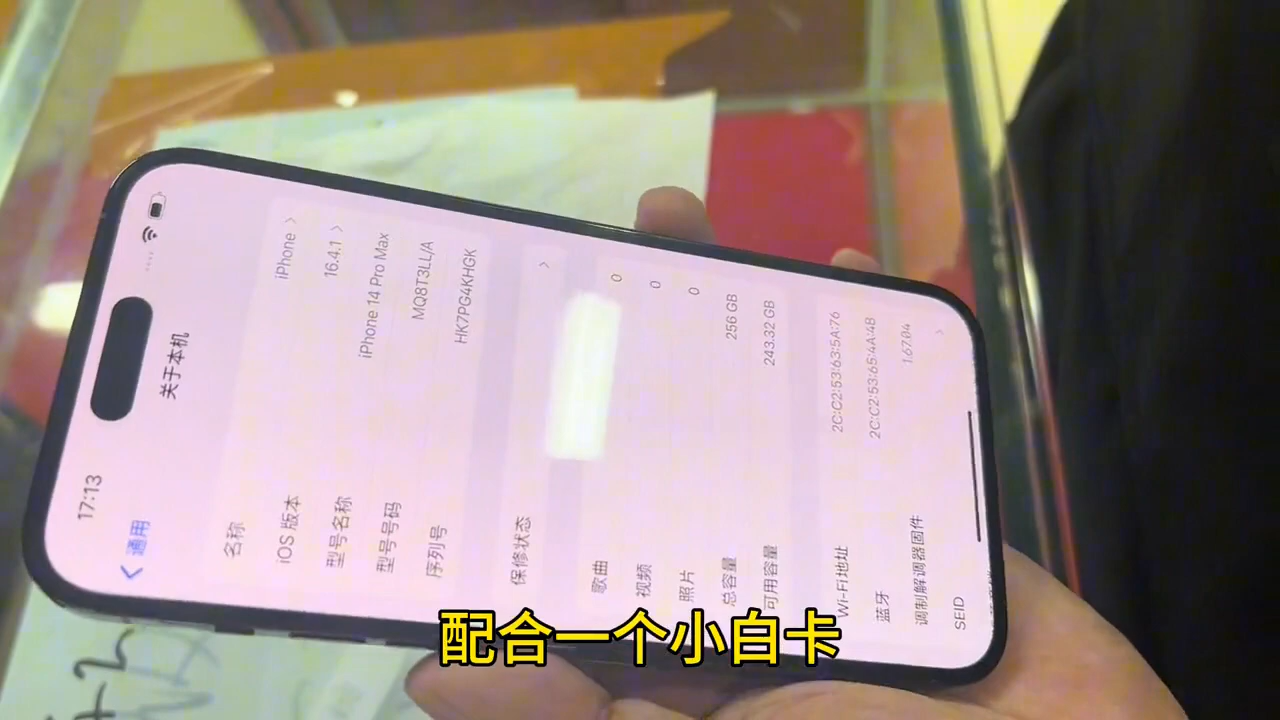 17:13
通用
关于本机
名称 iPhone
iOS 版本 16.4.1
型号名称 iPhone 14 Pro Max
型号号码 MQ8T3LL/A
序列号 HK7PG4KHGK
保修状态
歌曲 0
视频 0
照片 0
总容量 256 GB
可用容量 243.32 GB
Wi-Fi地址 2C:C2:53:63:5A:76
蓝牙 2C:C2:53:65:4A:4B
调制解调器固件 1.67.04
SEID
配合一个小白卡